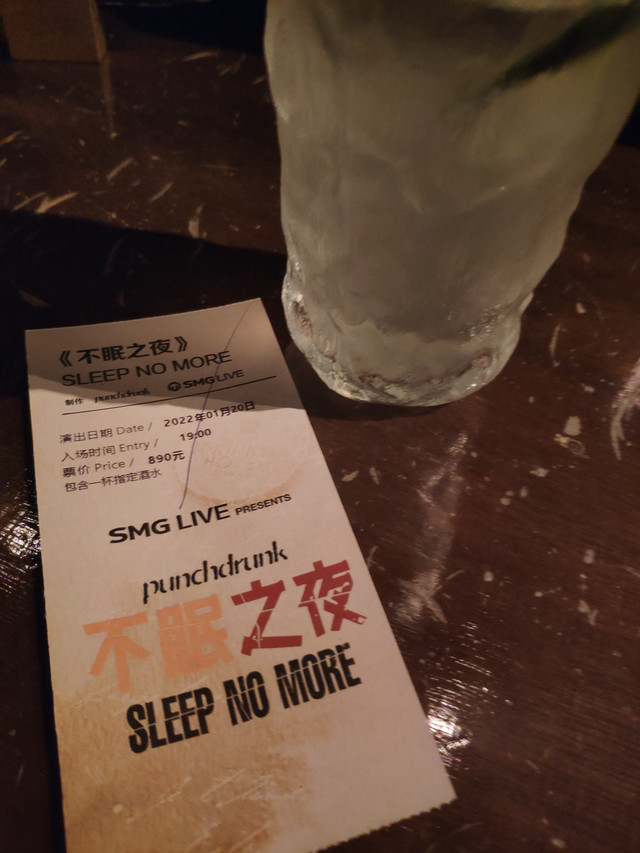 《不眠之夜》
SLEEP NO MORE
制作 punchdrunk SMG LIVE
演出日期 Date / 2022年01月20日
入场时间 Entry / 19:00
票价 Price / 890元
包含一杯指定酒水
SMG LIVE PRESENTS
punchdrunk
不眠之夜
SLEEP NO MORE